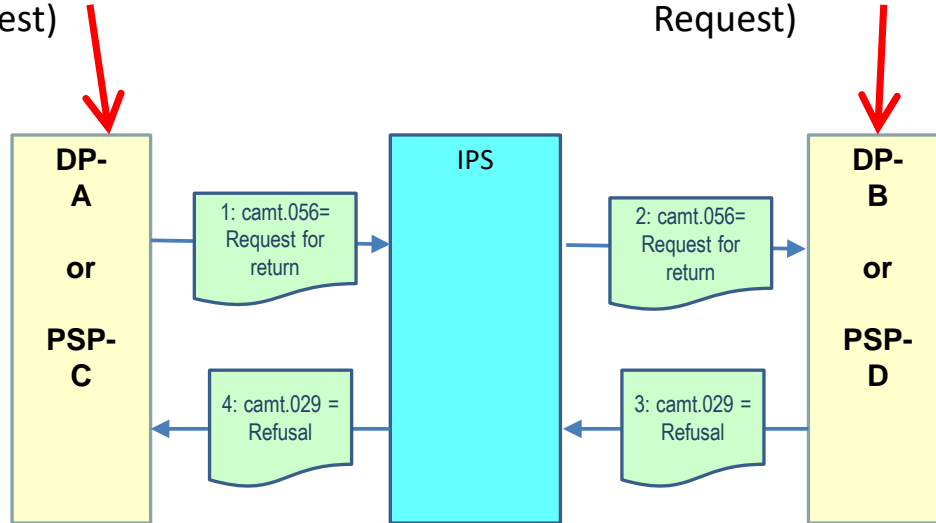 est)
Request)
DP-
A
or
PSP-
C
1: camt.056=
Request for
return
IPS
2: camt.056=
Request for
return
DP-
B
or
PSP-
D
4: camt.029 =
Refusal
3: camt.029 =
Refusal